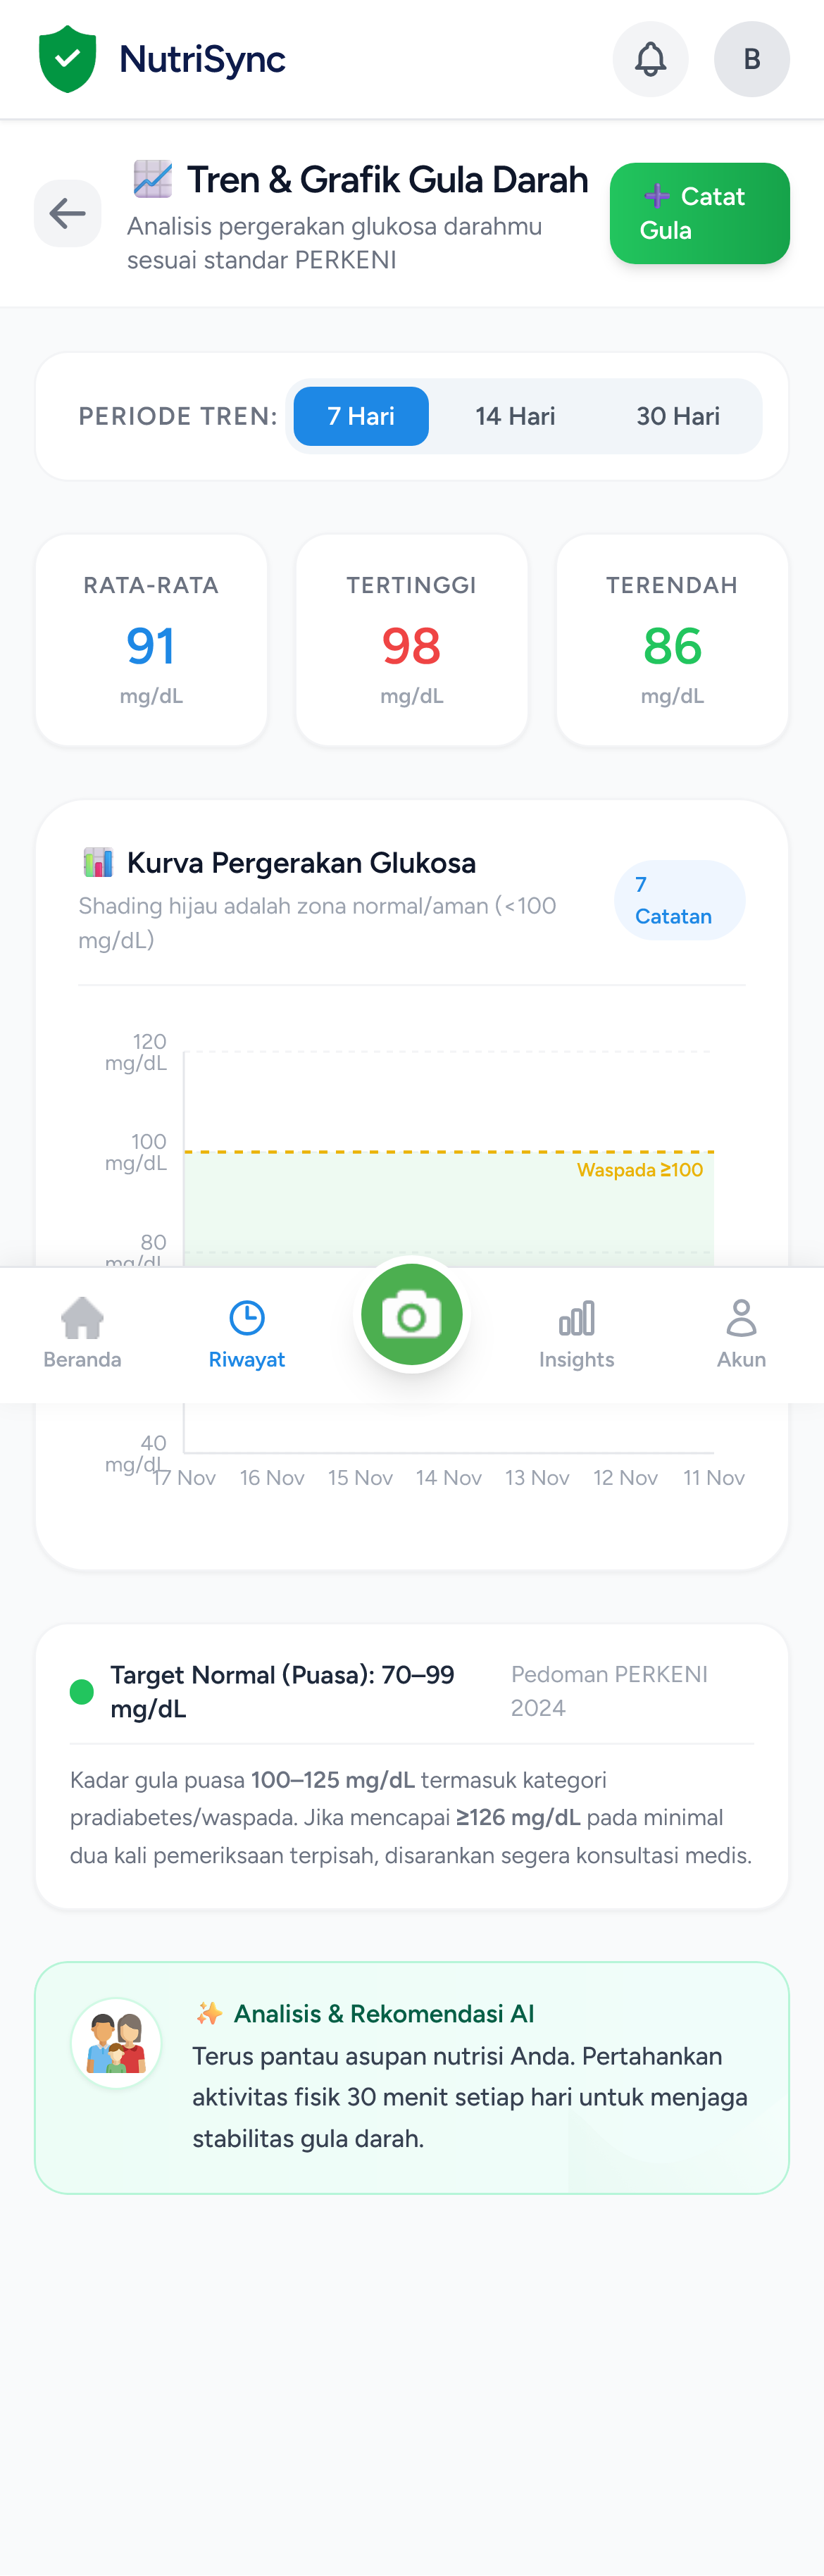 NutriSync
B
Tren & Grafik Gula Darah
Analisis pergerakan glukosa darahmu
sesuai standar PERKENI
Catat
Gula
PERIODE TREN:
7 Hari
14 Hari
30 Hari
RATA-RATA
91
mg/dL
TERTINGGI
98
mg/dL
TERENDAH
86
mg/dL
Kurva Pergerakan Glukosa
Shading hijau adalah zona normal/aman (<100
mg/dL)
7
Catatan
120
mg/dL
100
mg/dL
Waspada ≥100
80
mg/dL
Beranda
Riwayat
Insights
Akun
40
mg/dL
17 Nov
16 Nov
15 Nov
14 Nov
13 Nov
12 Nov
11 Nov
Target Normal (Puasa): 70–99
mg/dL
Pedoman PERKENI
2024
Kadar gula puasa 100–125 mg/dL termasuk kategori
pradiabetes/waspada. Jika mencapai ≥126 mg/dL pada minimal
dua kali pemeriksaan terpisah, disarankan segera konsultasi medis.
✨ Analisis & Rekomendasi AI
Terus pantau asupan nutrisi Anda. Pertahankan
aktivitas fisik 30 menit setiap hari untuk menjaga
stabilitas gula darah.